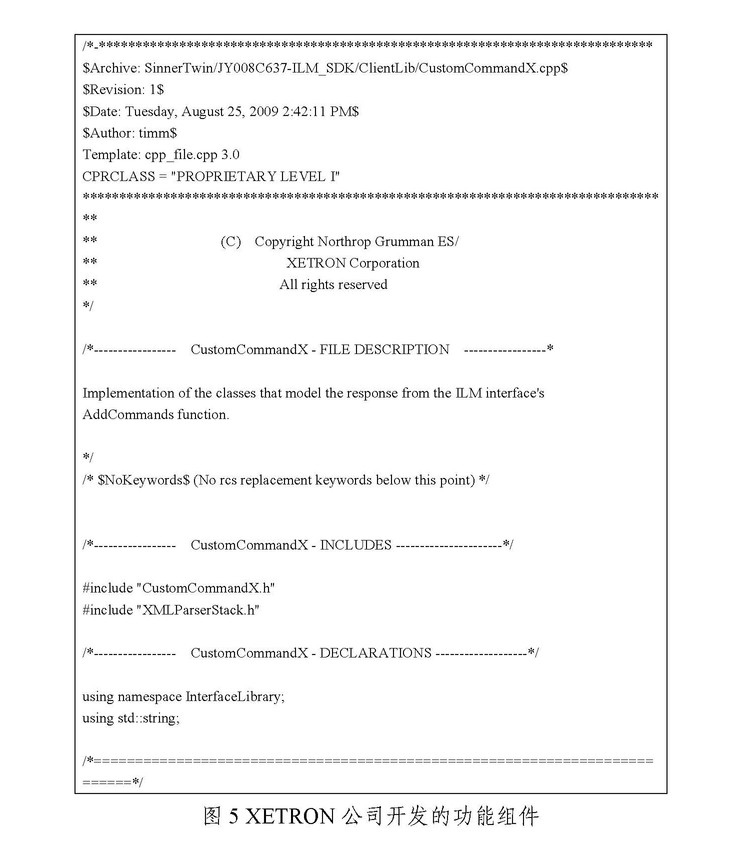 /*-******************************************************************************
$Archive: SinnerTwin/JY008C637-ILM_SDK/ClientLib/CustomCommandX.cpp$
$Revision: 1$
$Date: Tuesday, August 25, 2009 2:42:11 PM$
$Author: timm$
Template: cpp_file.cpp 3.0
CPRCLASS = "PROPRIETARY LEVEL I"
*********************************************************************************
**
** (C) Copyright Northrop Grumman ES/
** XETRON Corporation
** All rights reserved
*/
/*----------------- CustomCommandX - FILE DESCRIPTION -----------------*
Implementation of the classes that model the response from the ILM interface's
AddCommands function.
*/
/* $NoKeywords$ (No rcs replacement keywords below this point) */
/*----------------- CustomCommandX - INCLUDES ----------------------*/
#include "CustomCommandX.h"
#include "XMLParserStack.h"
/*----------------- CustomCommandX - DECLARATIONS -------------------*/
using namespace InterfaceLibrary;
using std::string;
/*====================================================================
======*/
图 5 XETRON 公司开发的功能组件